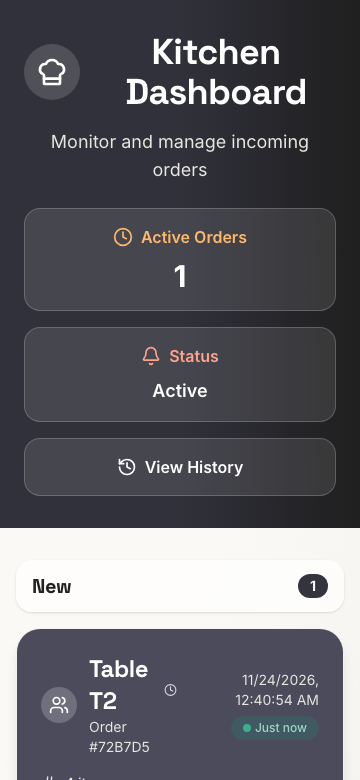 Kitchen
Dashboard
Monitor and manage incoming
orders
Active Orders
1
Status
Active
View History
New
1
Table
T2
Order
#72B7D5
11/24/2026,
12:40:54 AM
Just now